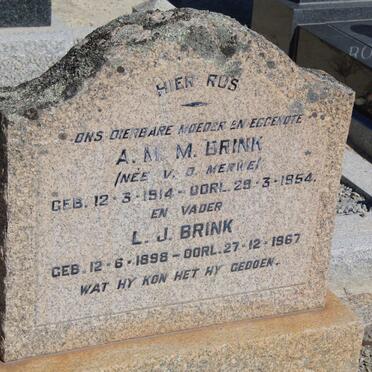 HIER RUS
ONS DIERBARE MOEDER EN EGGENOTE
A. M. M. BRINK
(NÉE V. D. MERWE)
GEB. 12-3-1914 - OORL. 29-3-1954.
EN VADER
L. J. BRINK
GEB. 12-6-1898 - OORL. 27-12-1967
WAT HY KON HET HY GEDOEN.